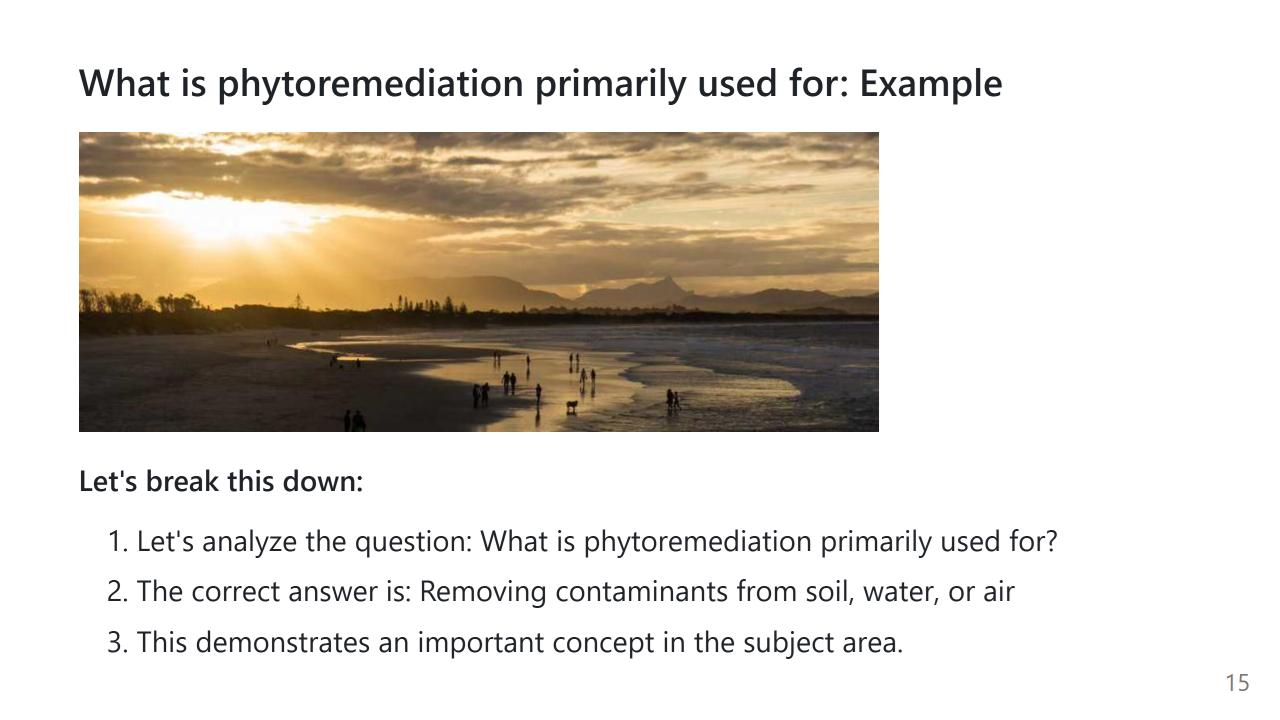 What is phytoremediation primarily used for: Example
Let's break this down:
1. Let's analyze the question: What is phytoremediation primarily used for?
2. The correct answer is: Removing contaminants from soil, water, or air
3. This demonstrates an important concept in the subject area.
15